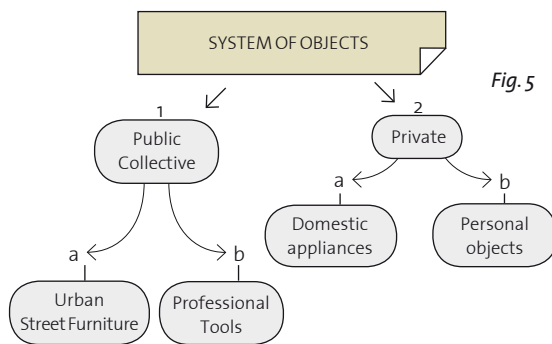 SYSTEM OF OBJECTS
Fig. 5
1
Public
Collective
2
Private
a
Urban
Street Furniture
b
Professional
Tools
a
Domestic
appliances
b
Personal
objects